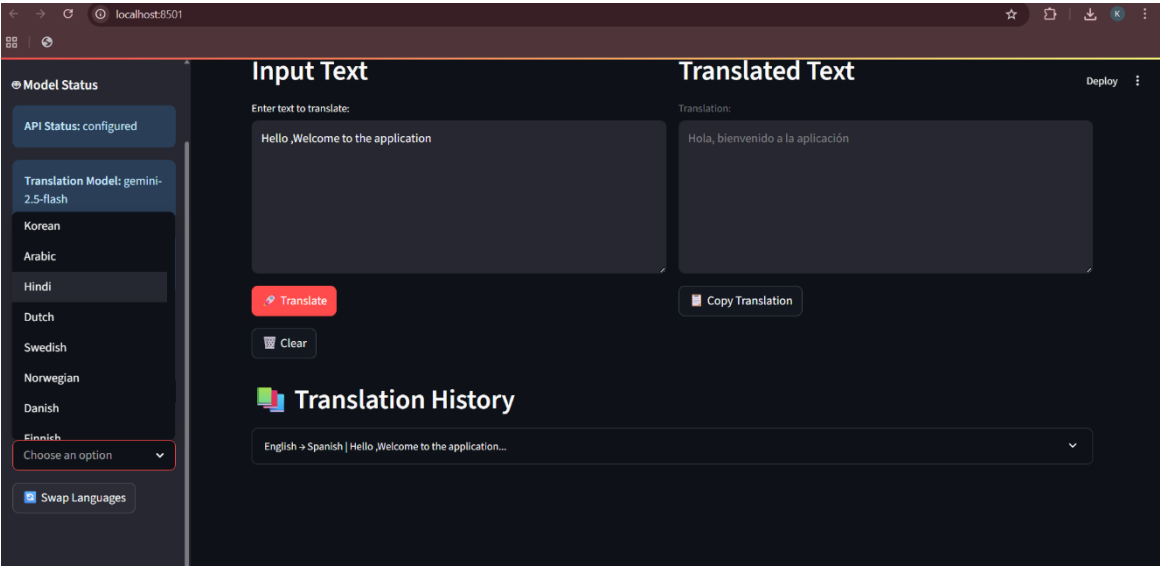 localhost:8501
K
Model Status
API Status: configured
Translation Model: gemini-
2.5-flash
Korean
Arabic
Hindi
Dutch
Swedish
Norwegian
Danish
Finnish
Choose an option
Swap Languages
Deploy
Input Text
Enter text to translate:
Hello ,Welcome to the application
Translate
Clear
Translated Text
Translation:
Hola, bienvenido a la aplicación
Copy Translation
Translation History
English → Spanish | Hello ,Welcome to the application...